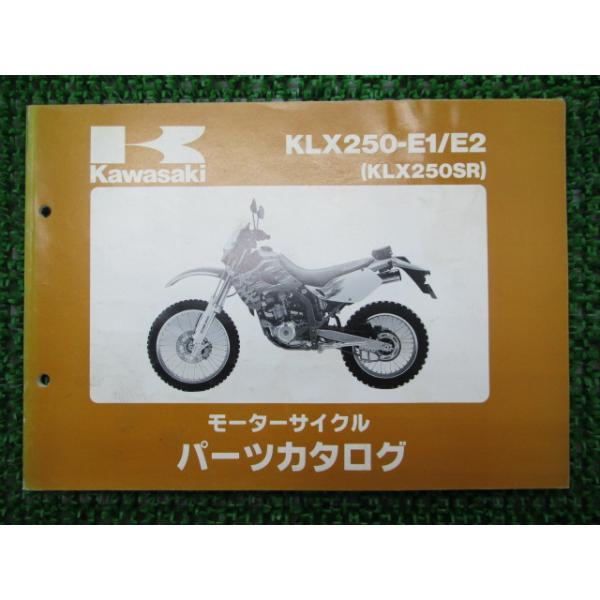 Kawasaki
KLX250-E1/E2
(KLX250SR)
モーターサイクル
パーツカタログ